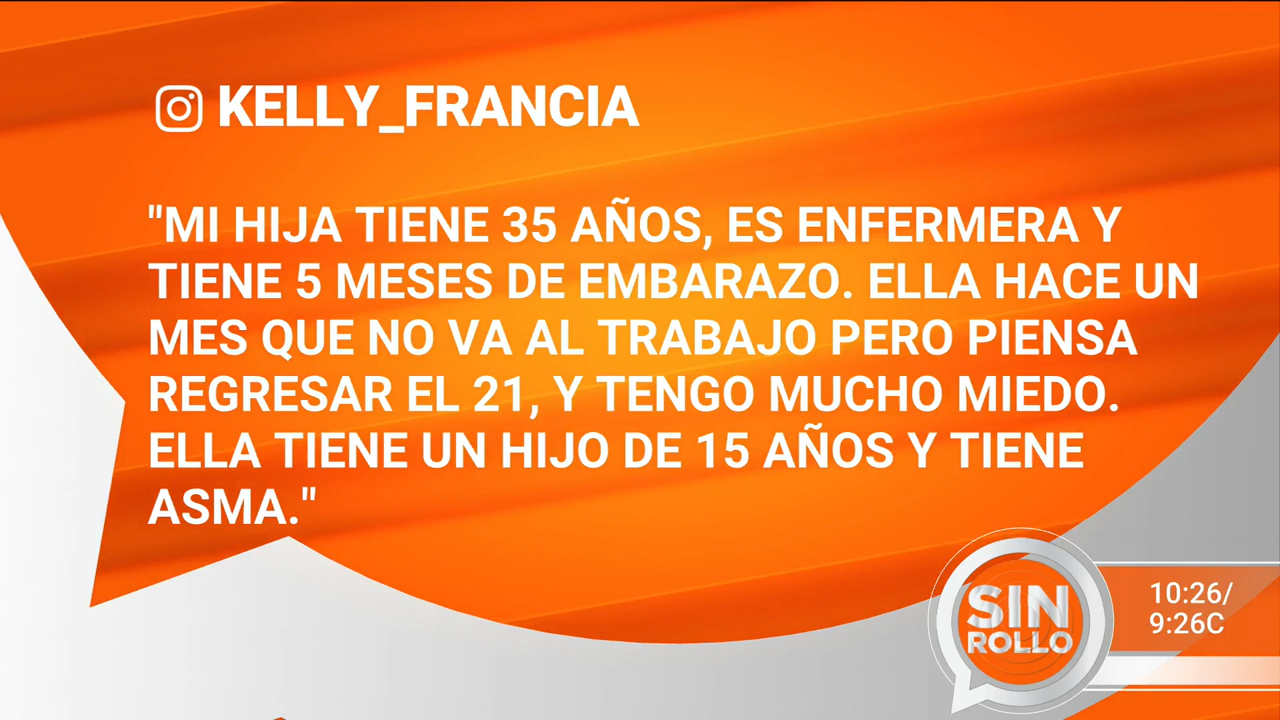 KELLY_FRANCIA
"MI HIJA TIENE 35 AÑOS, ES ENFERMERA Y
TIENE 5 MESES DE EMBARAZO. ELLA HACE UN
MES QUE NO VA AL TRABAJO PERO PIENSA
REGRESAR EL 21, Y TENGO MUCHO MIEDO.
ELLA TIENE UN HIJO DE 15 AÑOS Y TIENE
ASMA."
SIN
ROLLO
10:26/
9:26C